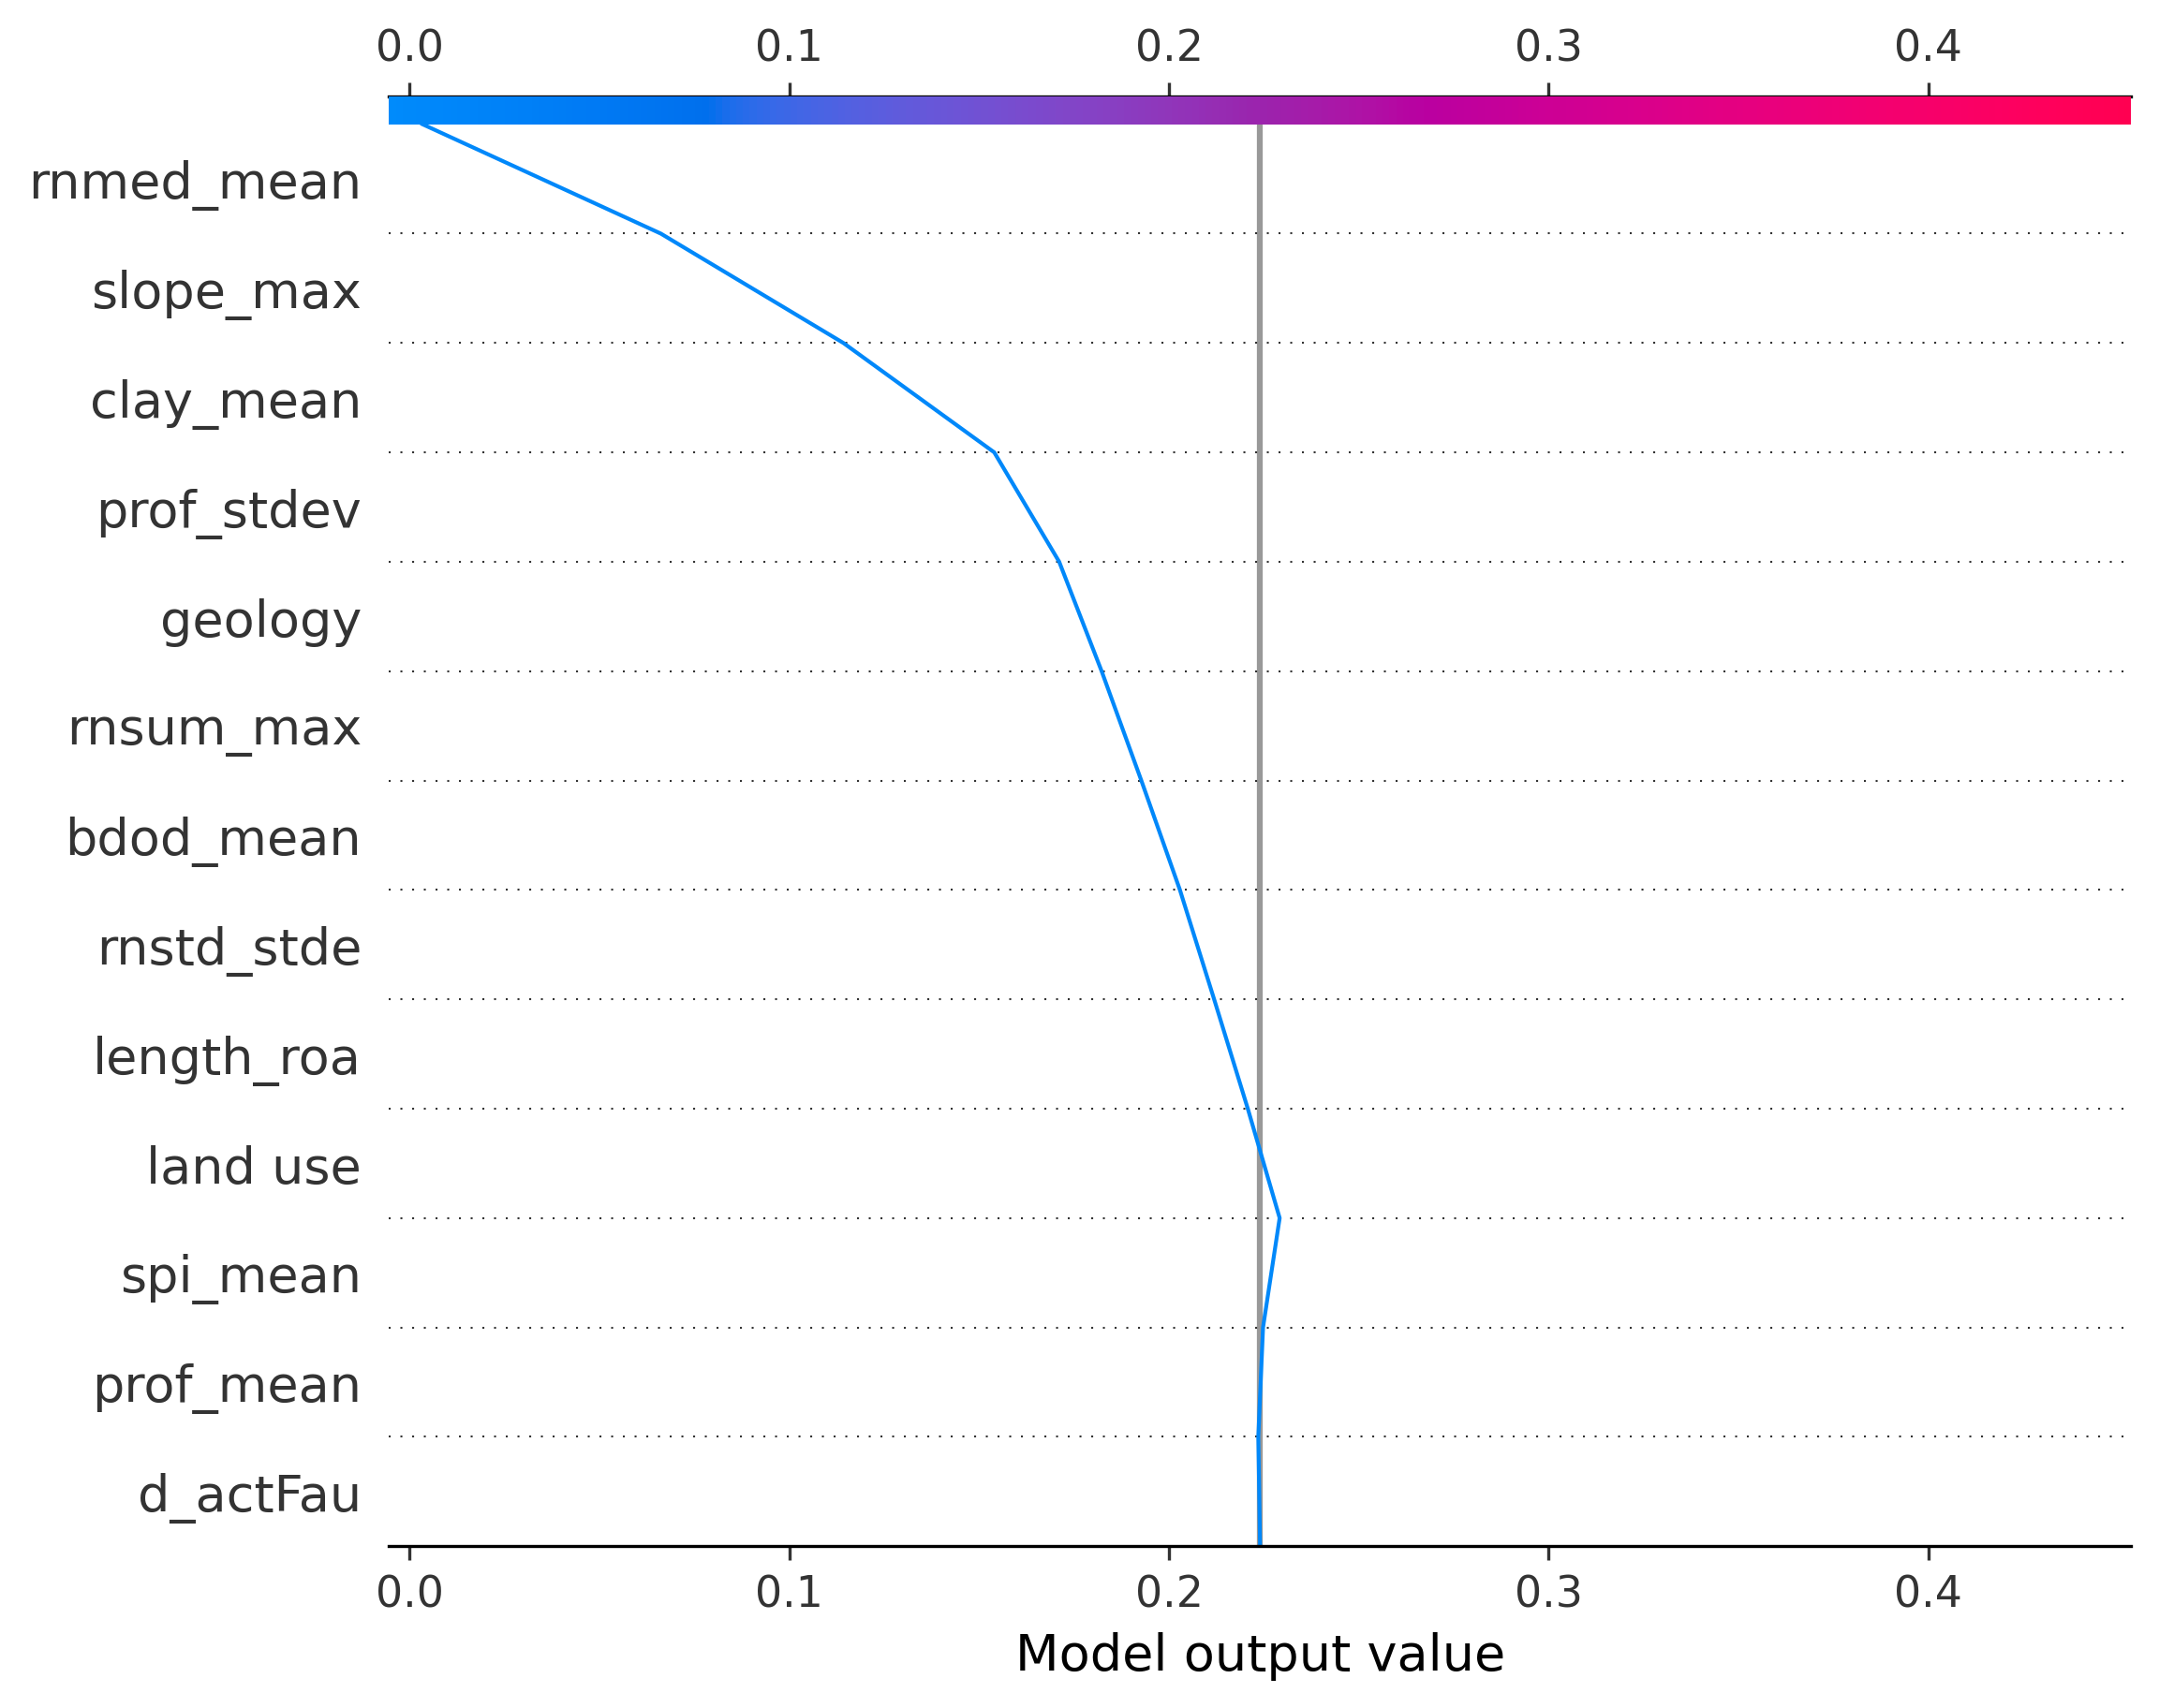 0.0 0.1 0.2 0.3 0.4
rnmed_mean
slope_max
clay_mean
prof_stdev
geology
rnsum_max
bdod_mean
rnstd_stde
length_roa
land use
spi_mean
prof_mean
d_actFau
0.0 0.1 0.2 0.3 0.4
Model output value